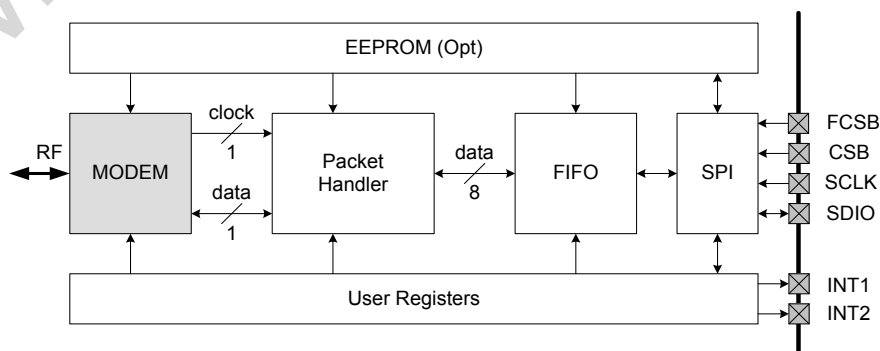 EEPROM (Opt)
clock
1
RF
MODEM
data
1
Packet
Handler
data
8
FIFO
SPI
FCSB
CSB
SCLK
SDIO
User Registers
INT1
INT2